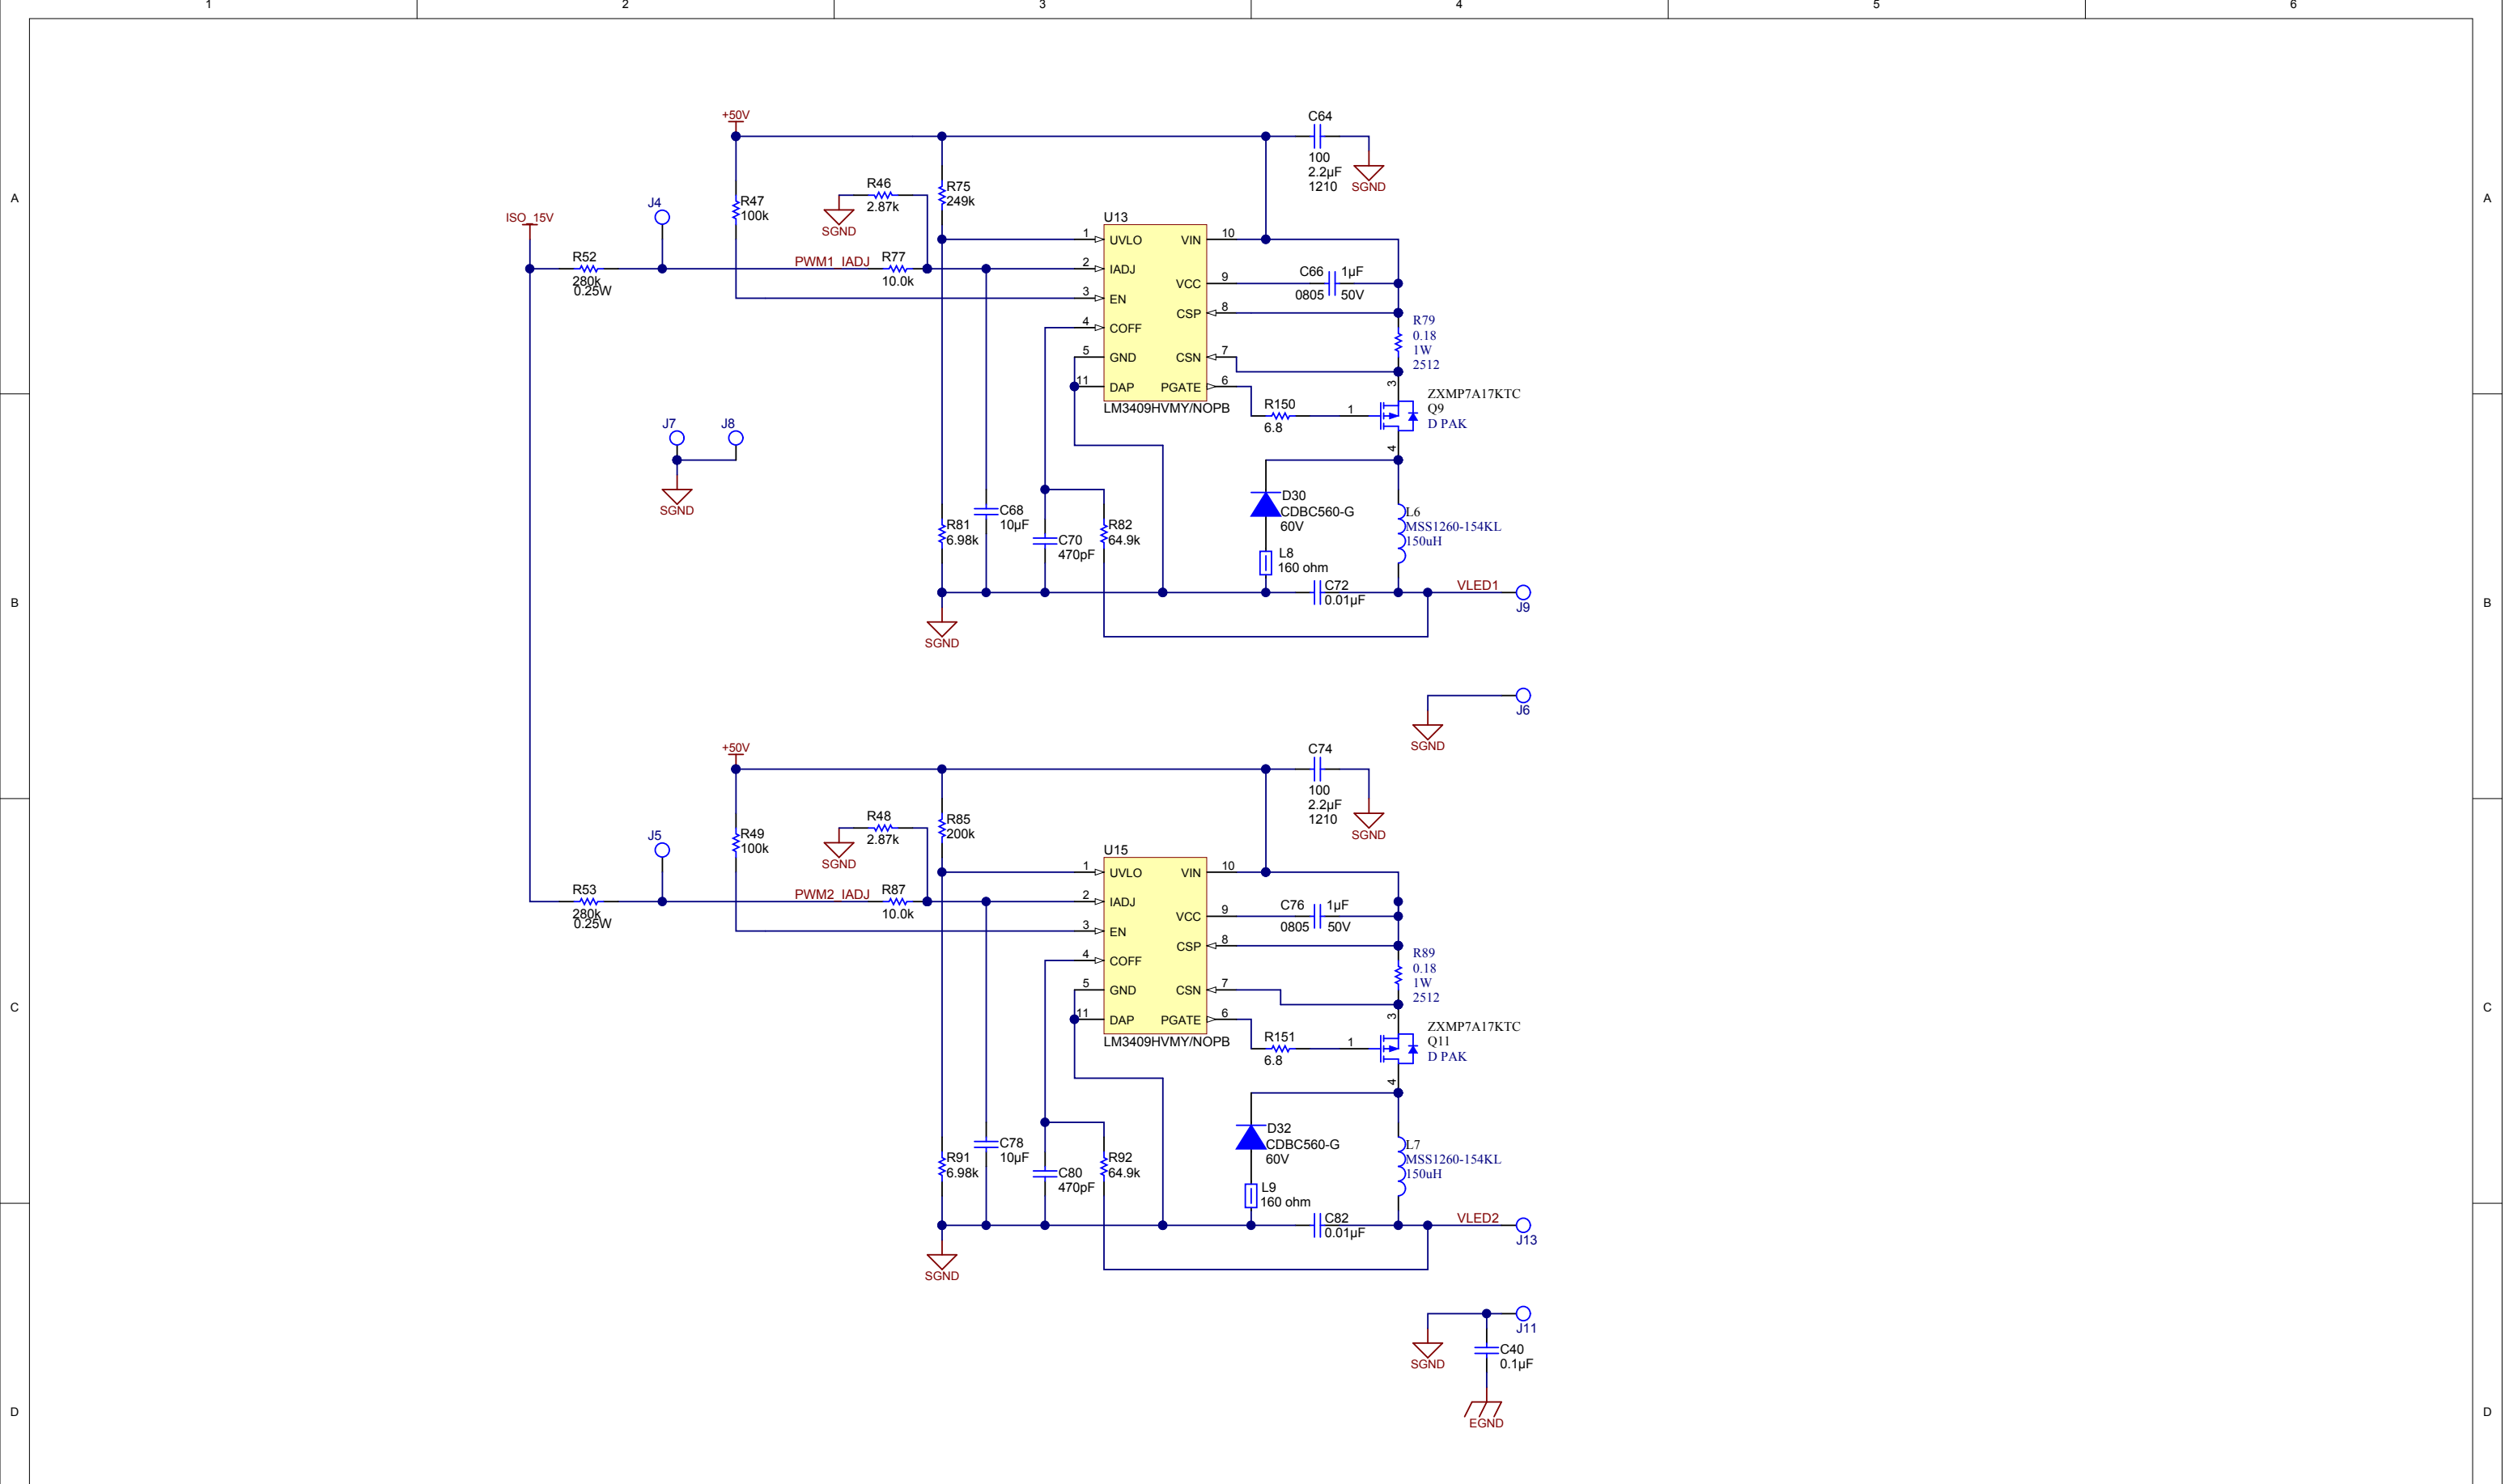 1 2 3 4 5 6
A A
B B
C C
D D
+50V
C64
100
2.2µF
1210
SGND
R46
2.87k
SGND
R75
249k
R47
100k
J4
ISO_15V
R52
280k
0.25W
PWM1_IADJ
R77
10.0k
U13
1 UVLO
2 IADJ
3 EN
4 COFF
5 GND
11 DAP
VIN 10
VCC 9
CSP 8
CSN 7
PGATE 6
LM3409HVMY/NOPB
C66 1µF
0805 50V
R79
0.18
1W
2512
3
ZXMP7A17KTC
Q9
D PAK
R150
6.8
1
4
J7 J8
SGND
D30
CDBC560-G
60V
L6
MSS1260-154KL
150uH
C68
10µF
R81
6.98k
C70
470pF
R82
64.9k
L8
160 ohm
C72
0.01µF
VLED1
J9
SGND
J6
SGND
+50V
C74
100
2.2µF
1210
SGND
R48
2.87k
SGND
R85
200k
R49
100k
J5
R53
280k
0.25W
PWM2_IADJ
R87
10.0k
U15
1 UVLO
2 IADJ
3 EN
4 COFF
5 GND
11 DAP
VIN 10
VCC 9
CSP 8
CSN 7
PGATE 6
LM3409HVMY/NOPB
C76 1µF
0805 50V
R89
0.18
1W
2512
3
ZXMP7A17KTC
Q11
D PAK
R151
6.8
1
4
D32
CDBC560-G
60V
L7
MSS1260-154KL
150uH
C78
10µF
R91
6.98k
C80
470pF
R92
64.9k
L9
160 ohm
C82
0.01µF
VLED2
J13
SGND
J11
SGND
C40
0.1µF
EGND